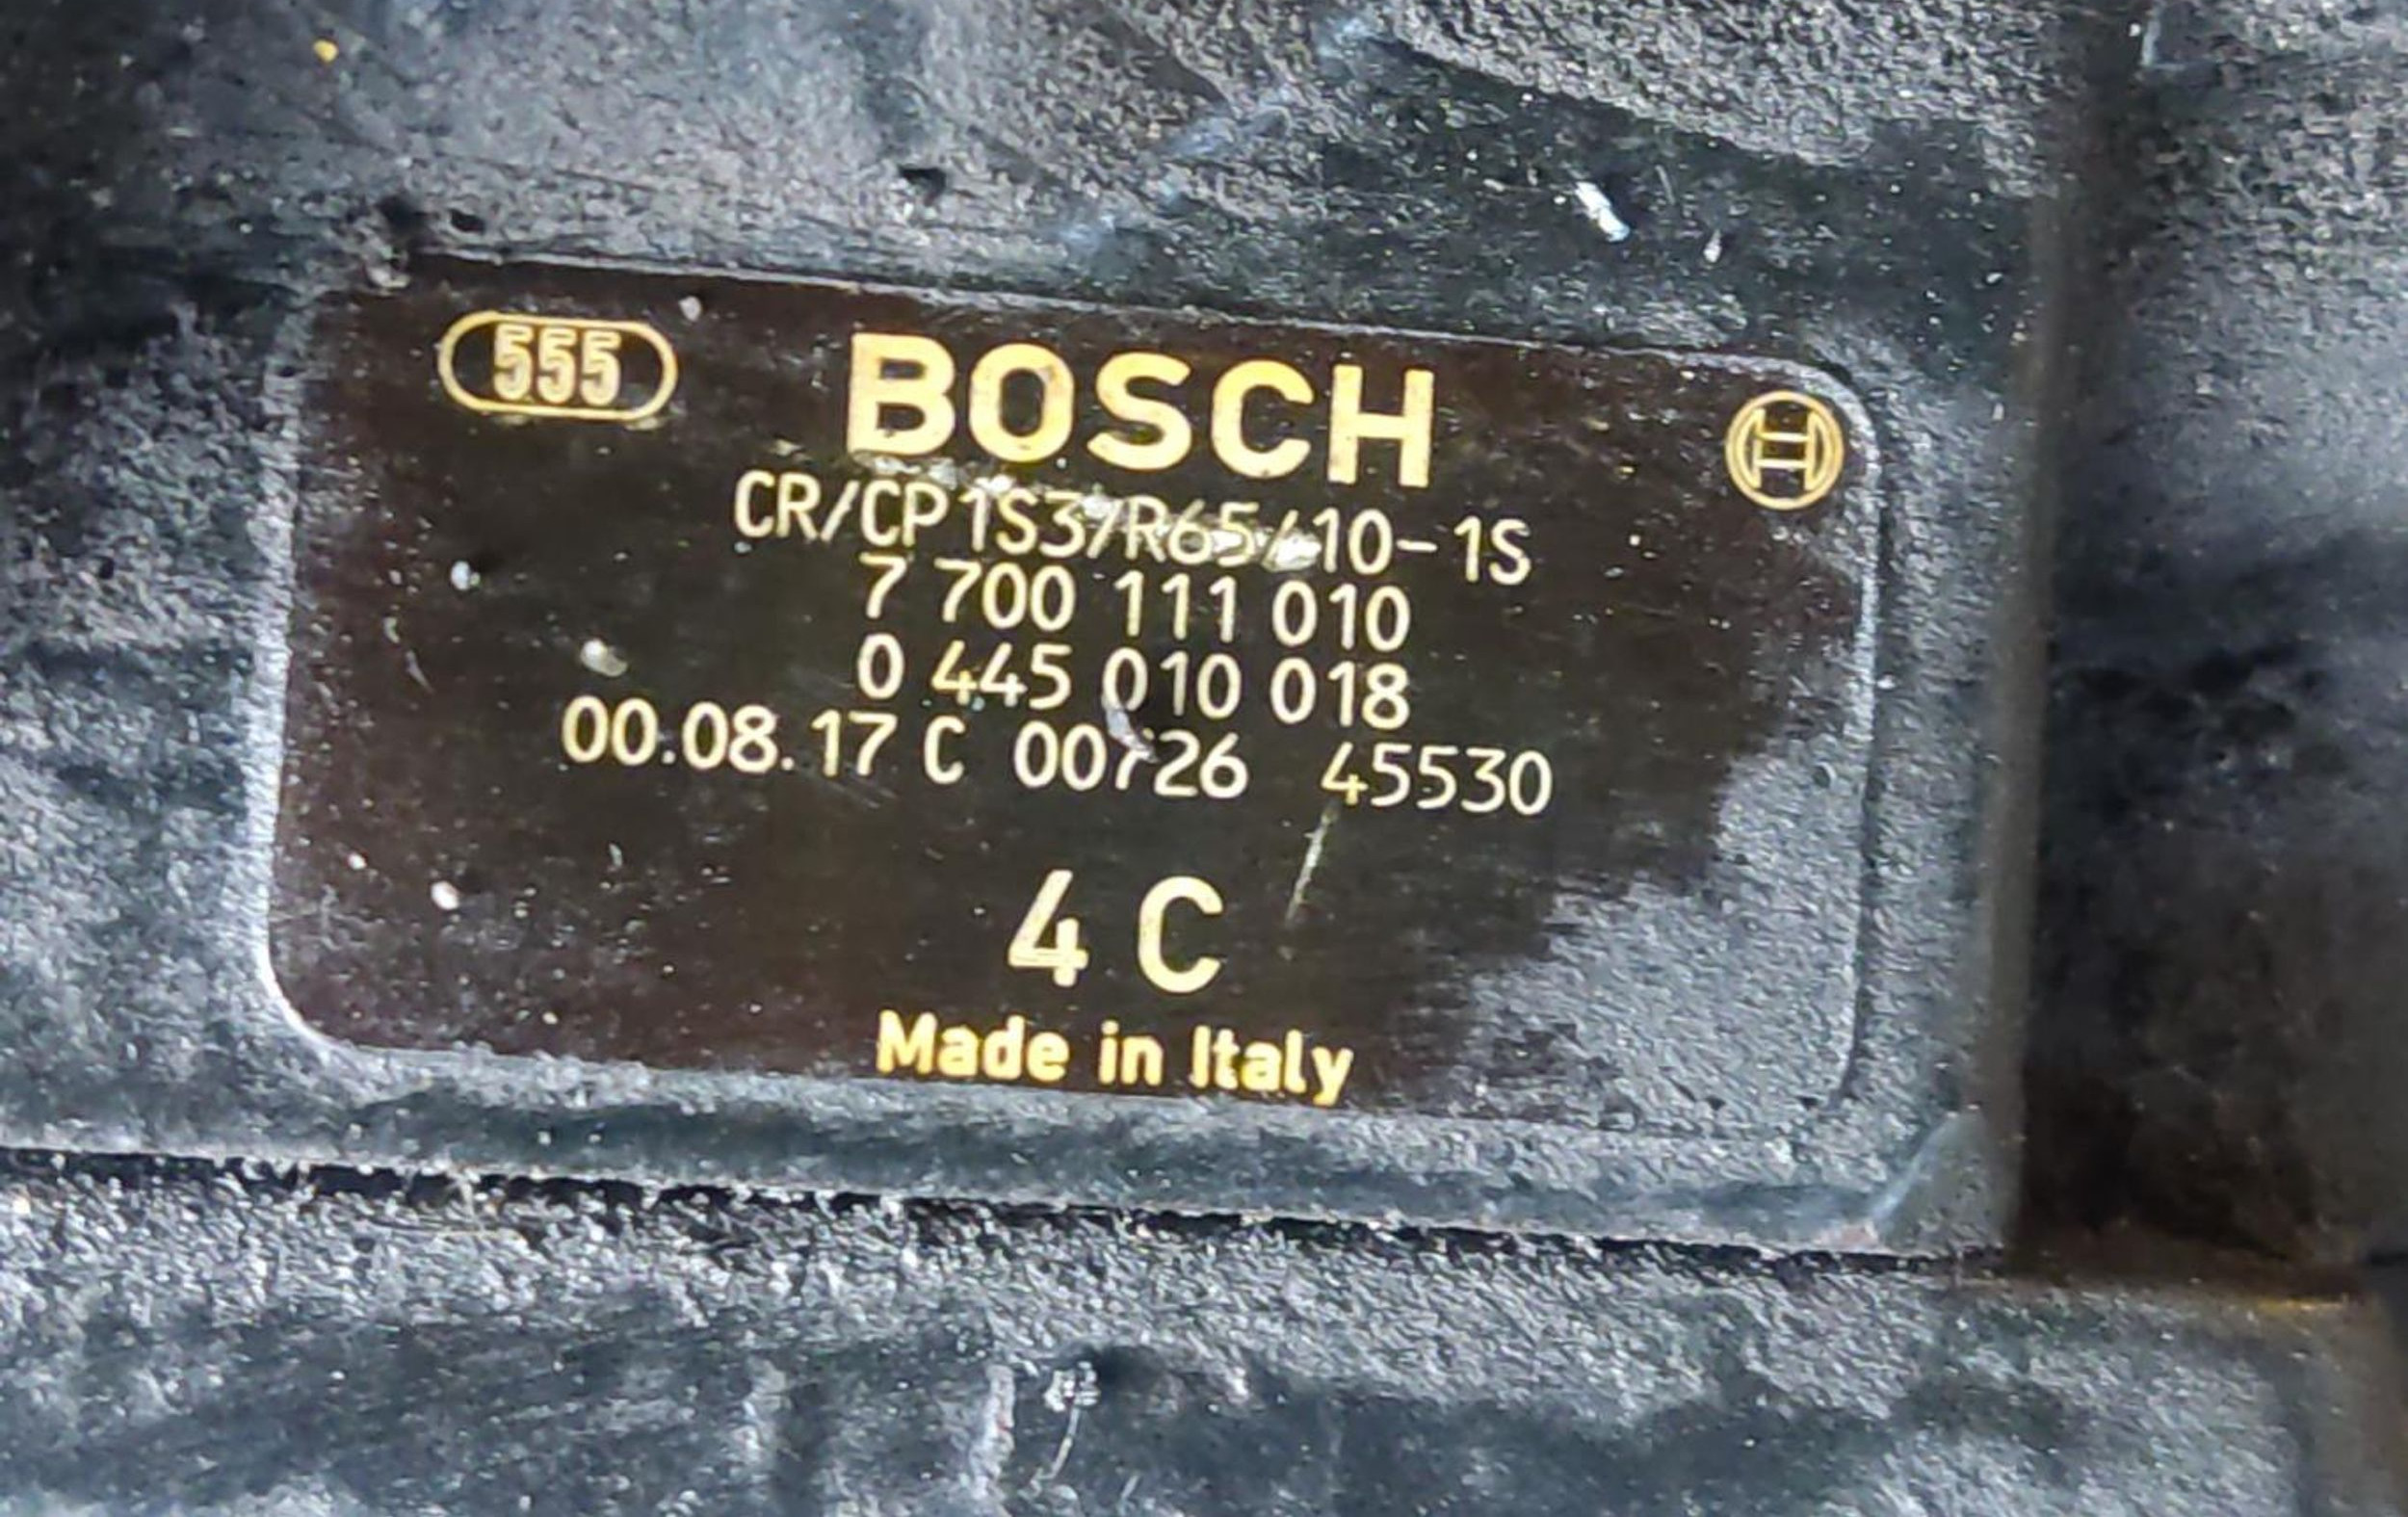 555
BOSCH
CR/CP1S3/R65/10-1S
7 700 111 010
0 445 010 018
00.08.17 C 00726 45530
4 C
Made in Italy